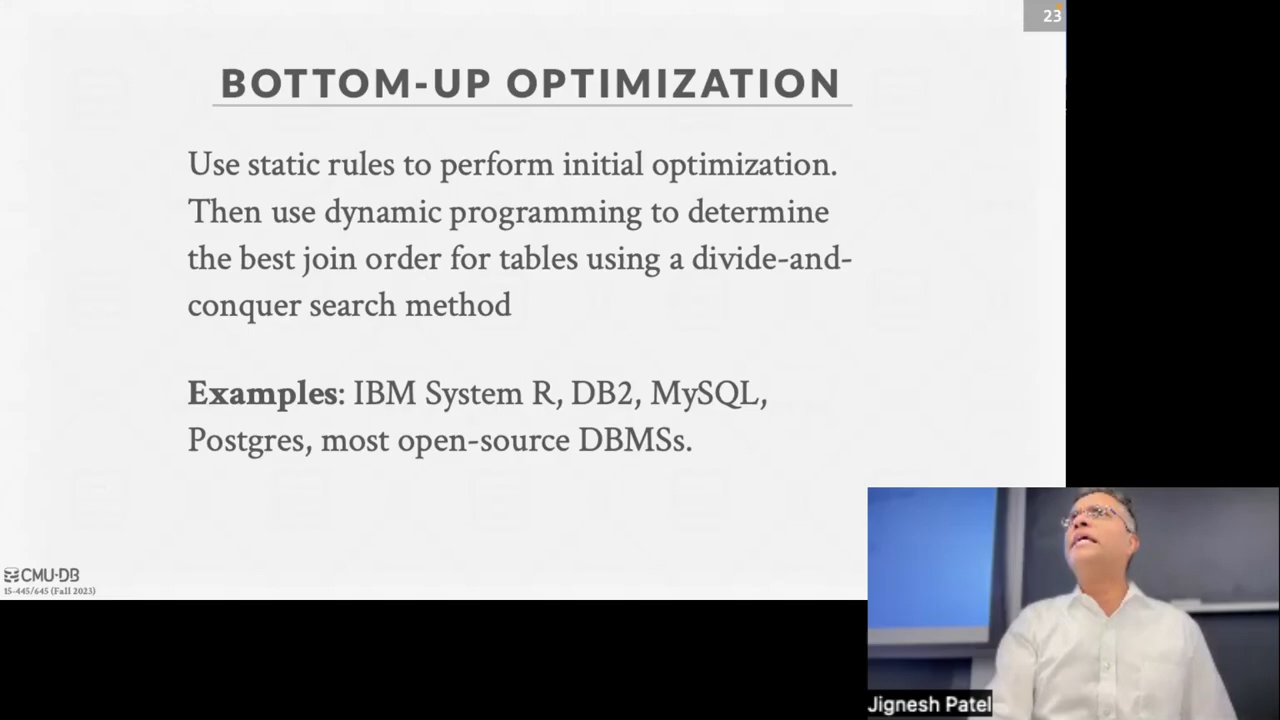 23
BOTTOM-UP OPTIMIZATION
Use static rules to perform initial optimization.
Then use dynamic programming to determine
the best join order for tables using a divide-and-
conquer search method
Examples: IBM System R, DB2, MySQL,
Postgres, most open-source DBMSs.
CMU·DB
15-445/645 (Fall 2023)
Jignesh Patel